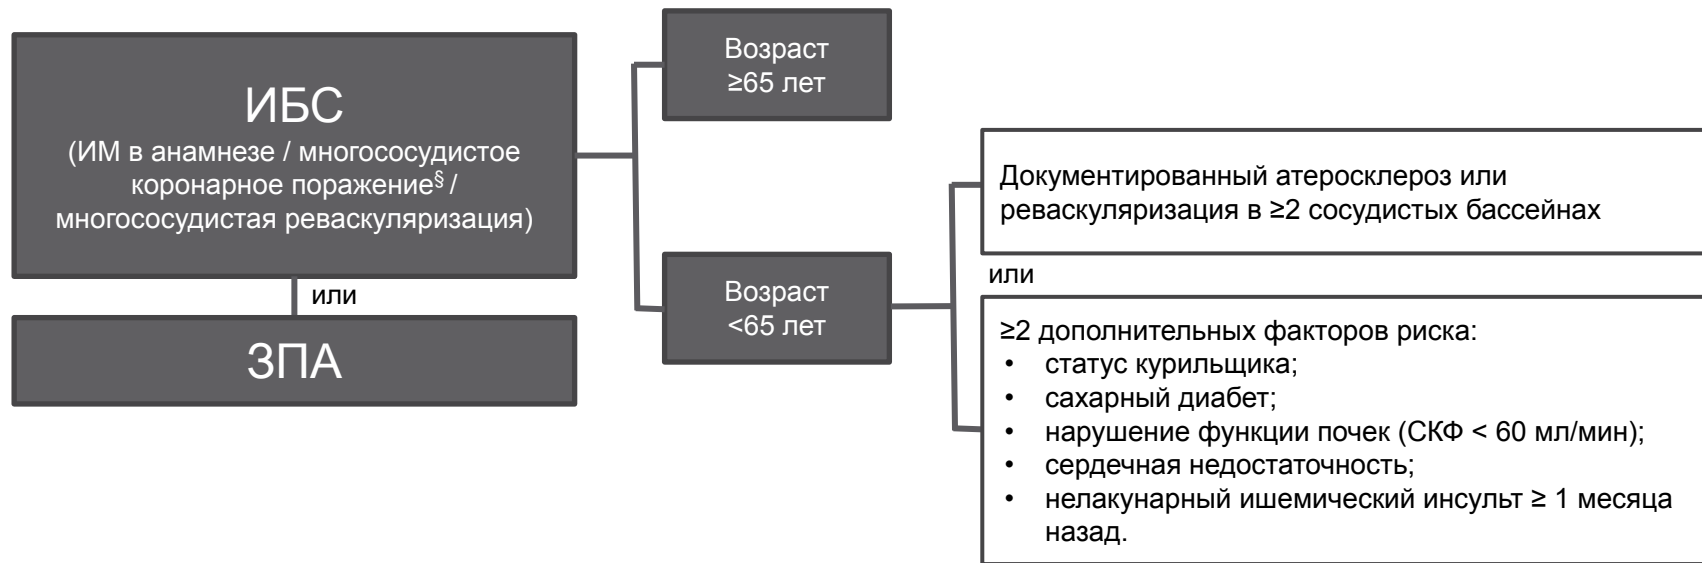 ИБС
(ИМ в анамнезе / многососудистое
коронарное поражение§ /
многососудистая реваскуляризация)
или
ЗПА
Возраст
≥65 лет
Возраст
<65 лет
Документированный атеросклероз или
реваскуляризация в ≥2 сосудистых бассейнах
или
≥2 дополнительных факторов риска:
• статус курильщика;
• сахарный диабет;
• нарушение функции почек (СКФ < 60 мл/мин);
• сердечная недостаточность;
• нелакунарный ишемический инсульт ≥ 1 месяца
назад.